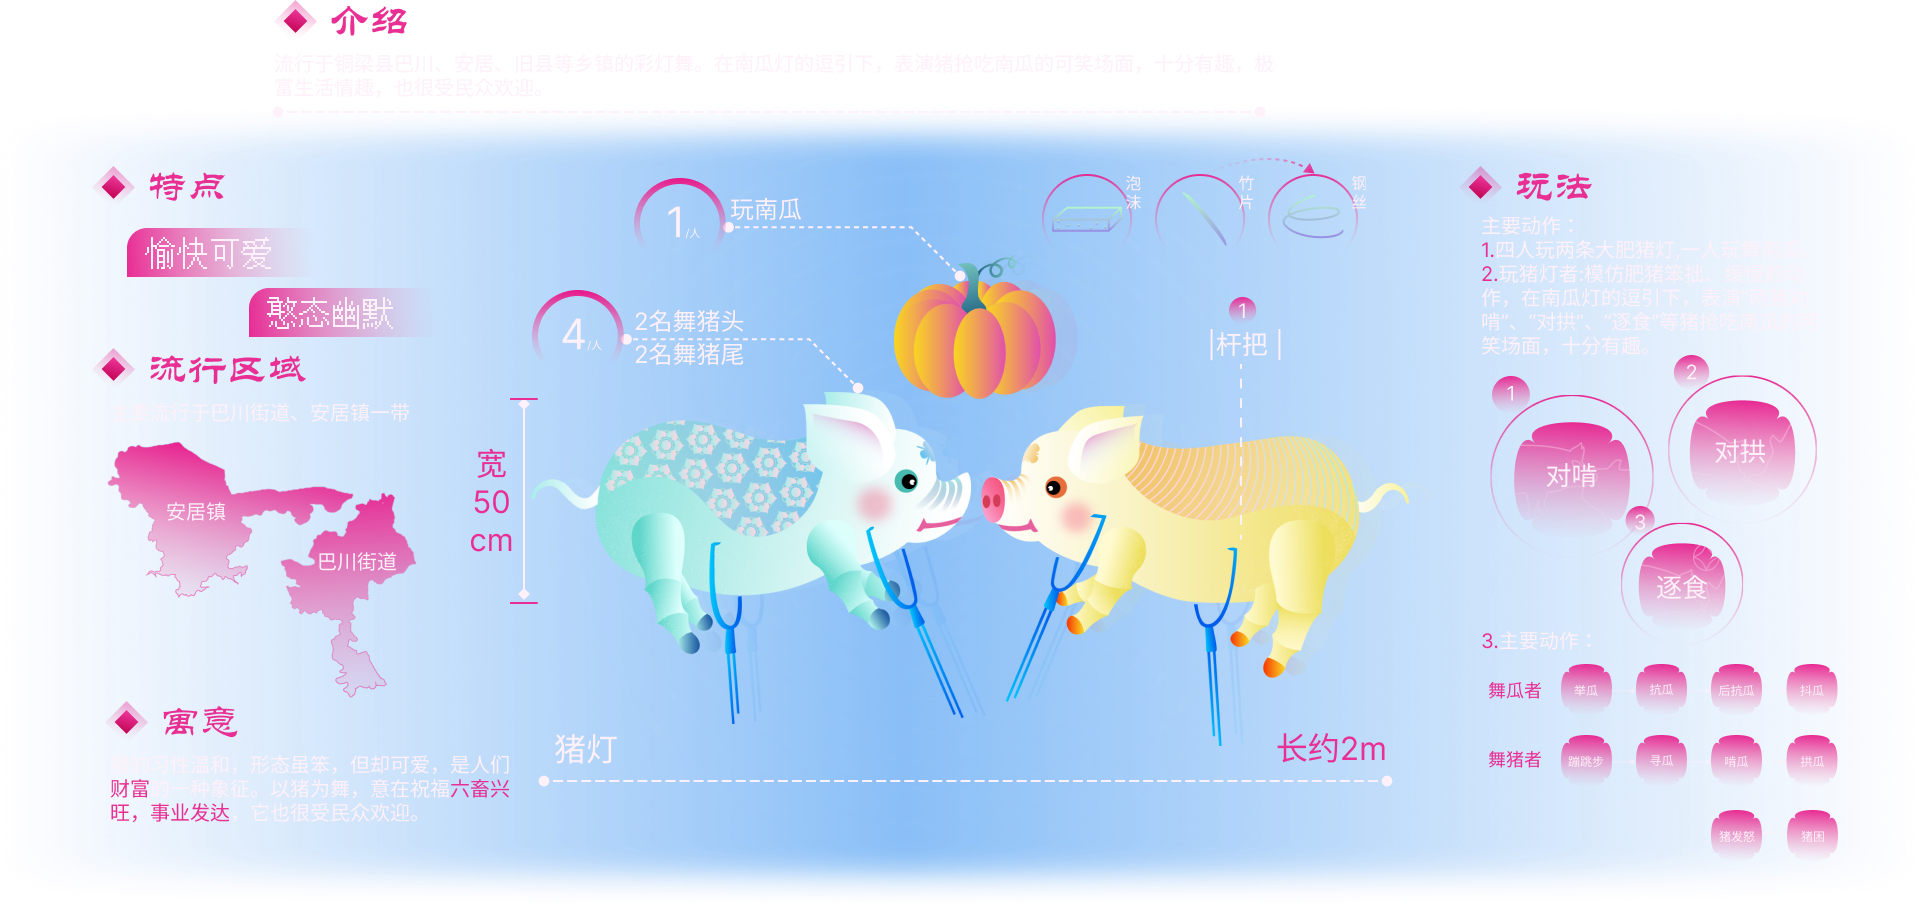 介绍
流行于铜梁县巴川、安居、旧县等乡镇的彩灯舞。在南瓜灯的逗引下，表演猪抢吃南瓜的可笑场面，十分有趣，极
富生活情趣，也很受民众欢迎。
特点
愉快可爱
憨态幽默
流行区域
流行于巴川街道、安居镇一带
安居镇
巴川街道
寓意
习性温和，形态虽笨，但却可爱，是人们
财富的一种象征。以猪为舞，意在祝福六畜兴
旺，事业发达，它也很受民众欢迎。
1/人
玩南瓜
4/人
2名舞猪头
2名舞猪尾
宽
50
cm
泡沫
竹片
钢丝
1
|杆把|
猪灯
长约2m
玩法
主要动作：
1.四人玩两条大肥猪灯,一人玩
2.玩猪灯者:模仿肥猪笨拙、
作，在南瓜灯的逗引下，表演
啃”、“对拱”、“逐食”等猪抢吃
笑场面，十分有趣。
1
对啃
2
对拱
3
逐食
3.主要动作：
舞瓜者
举瓜
抗瓜
后抗瓜
抖瓜
舞猪者
蹦跳步
寻瓜
啃瓜
拱瓜
猪发怒
猪困